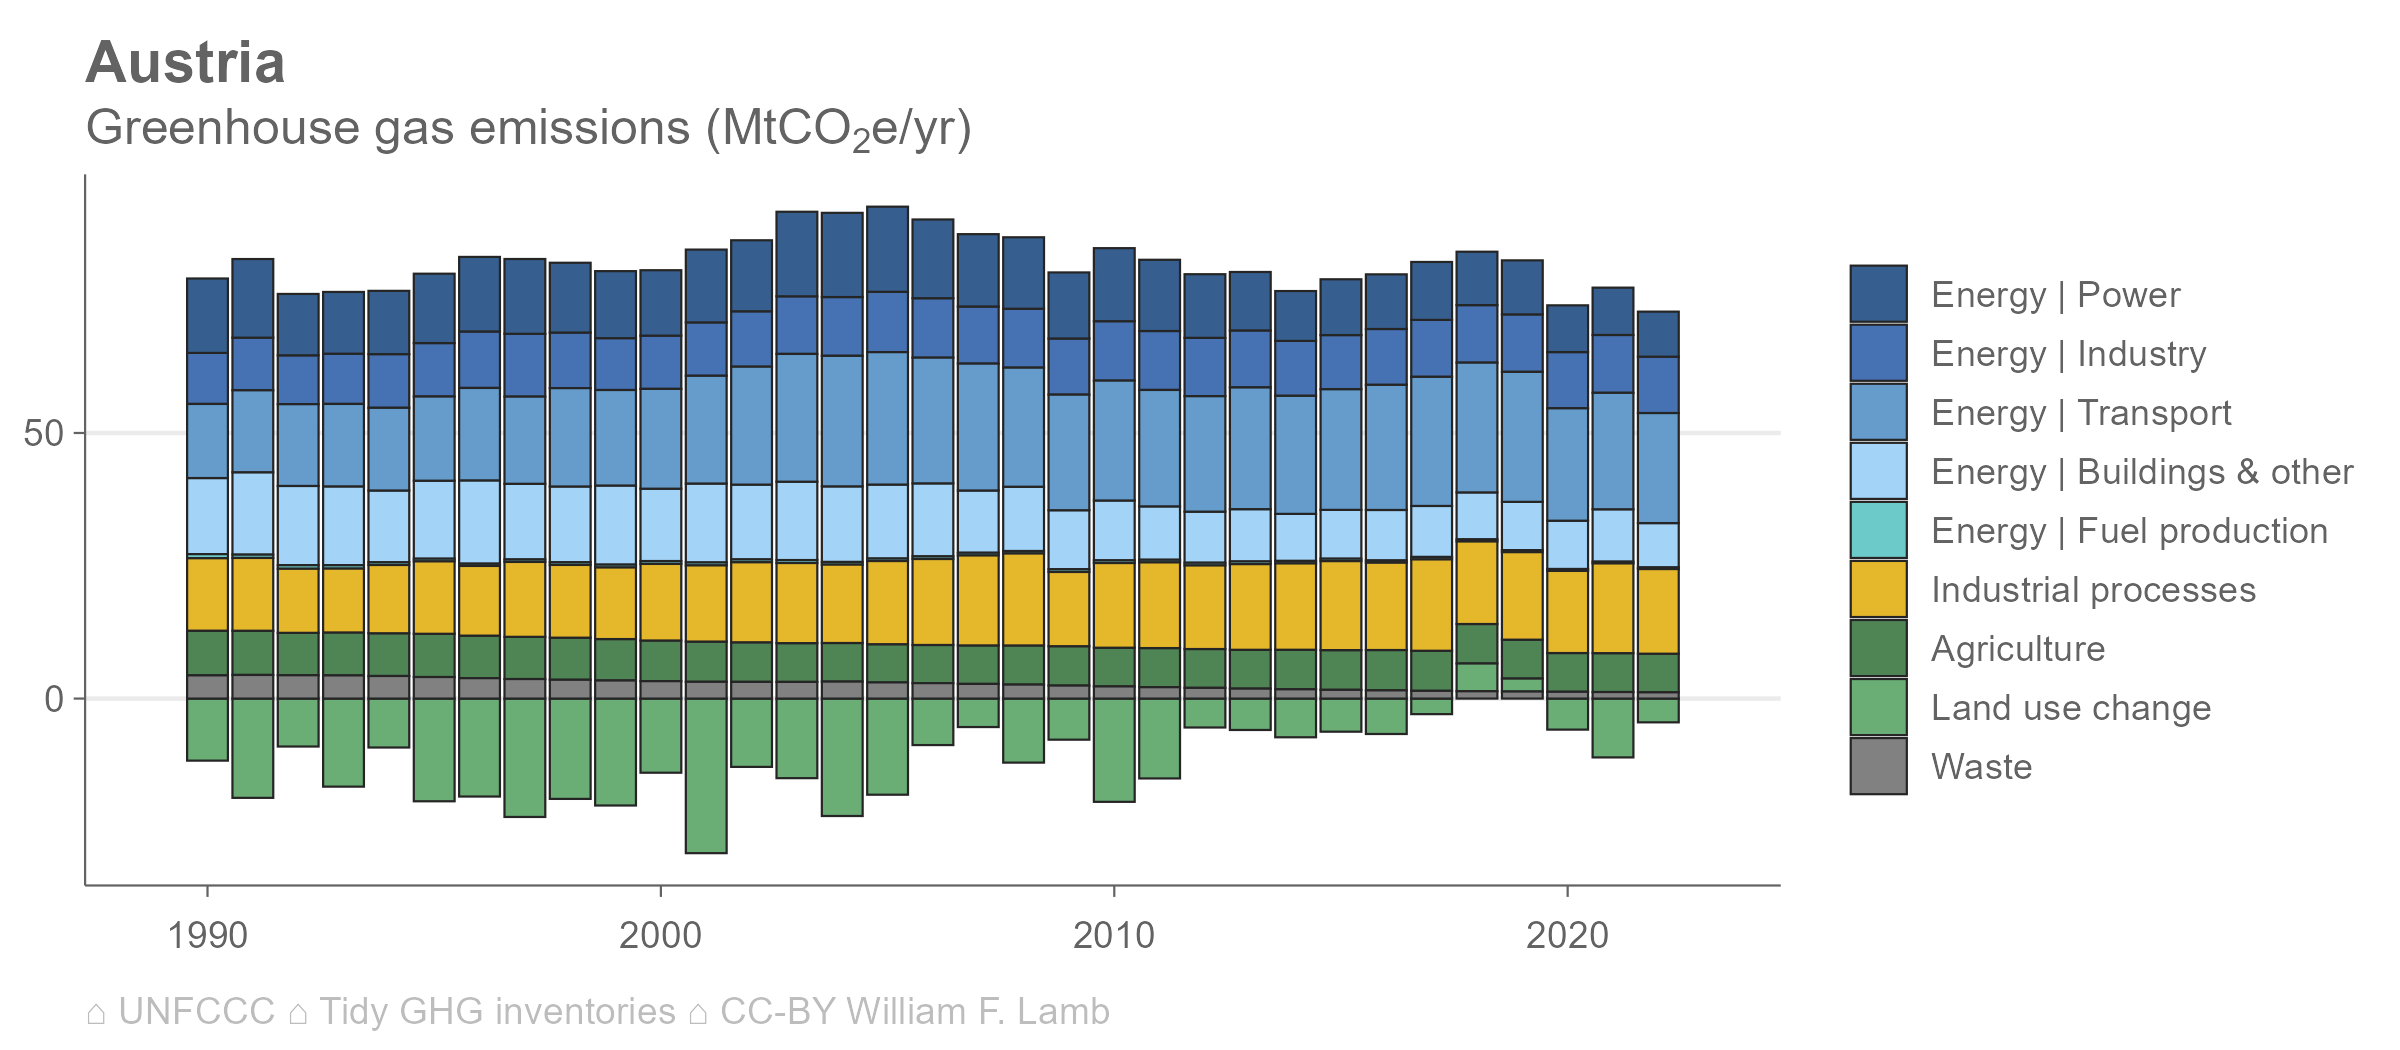 Austria
Greenhouse gas emissions (MtCO₂e/yr)
50
0
1990 2000 2010 2020
Energy | Power
Energy | Industry
Energy | Transport
Energy | Buildings & other
Energy | Fuel production
Industrial processes
Agriculture
Land use change
Waste
⌂ UNFCCC ⌂ Tidy GHG inventories ⌂ CC-BY William F. Lamb